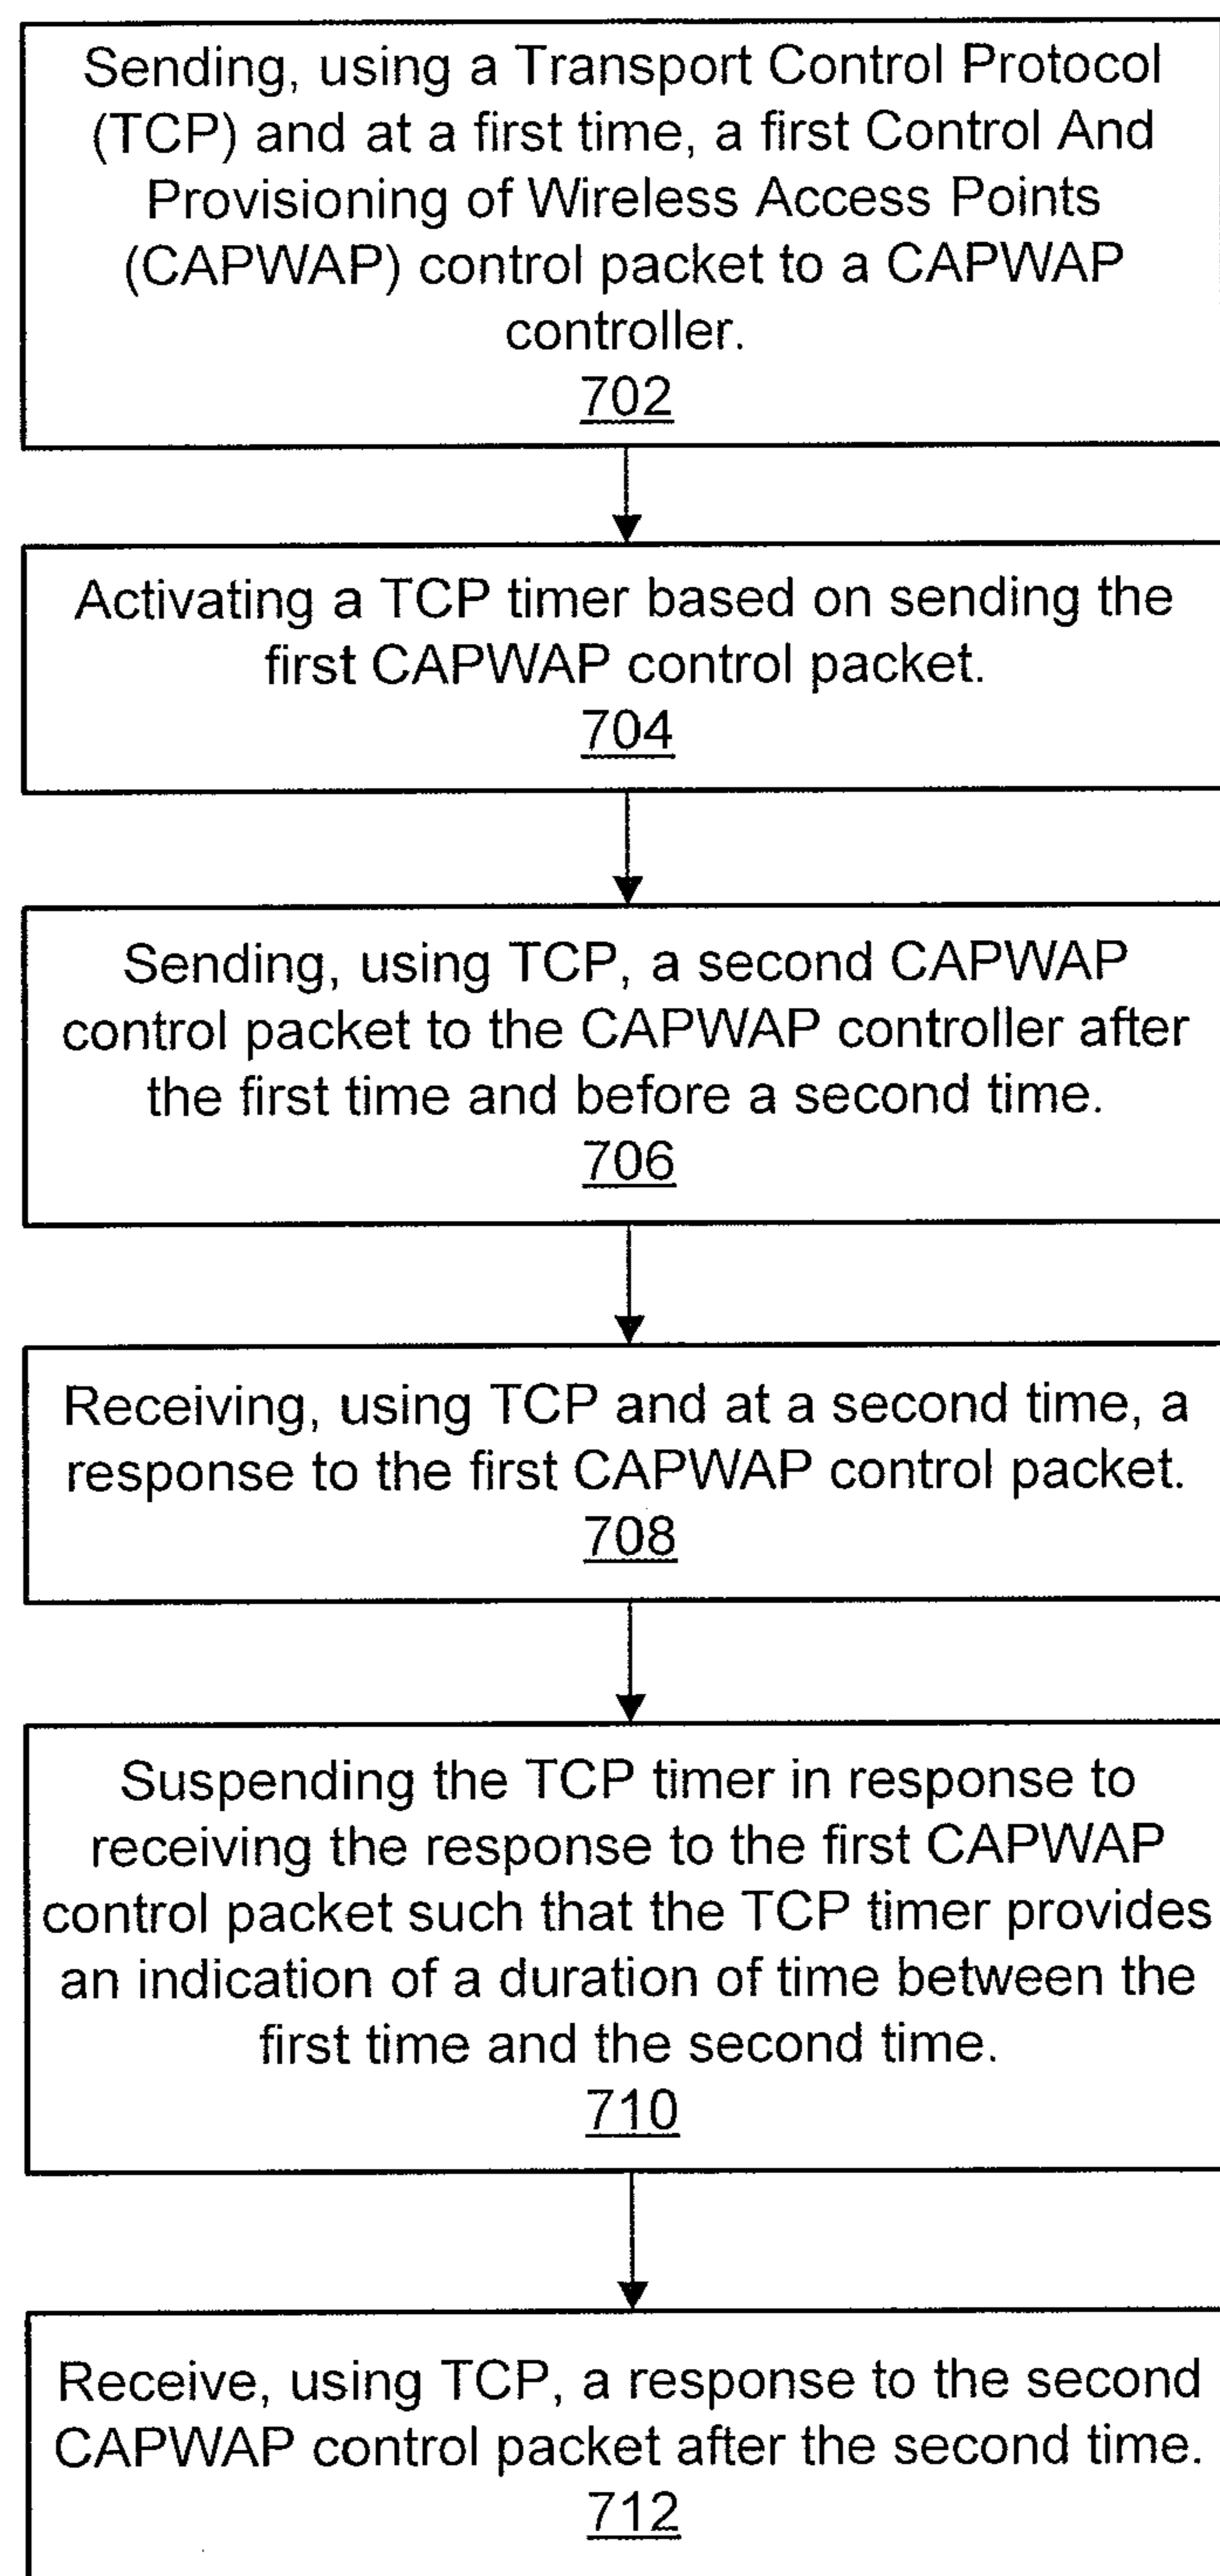 Sending, using a Transport Control Protocol
(TCP) and at a first time, a first Control And
Provisioning of Wireless Access Points
(CAPWAP) control packet to a CAPWAP
controller.
702
Activating a TCP timer based on sending the
first CAPWAP control packet.
704
Sending, using TCP, a second CAPWAP
control packet to the CAPWAP controller after
the first time and before a second time.
706
Receiving, using TCP and at a second time, a
response to the first CAPWAP control packet.
708
Suspending the TCP timer in response to
receiving the response to the first CAPWAP
control packet such that the TCP timer provides
an indication of a duration of time between the
first time and the second time.
710
Receive, using TCP, a response to the second
CAPWAP control packet after the second time.
712